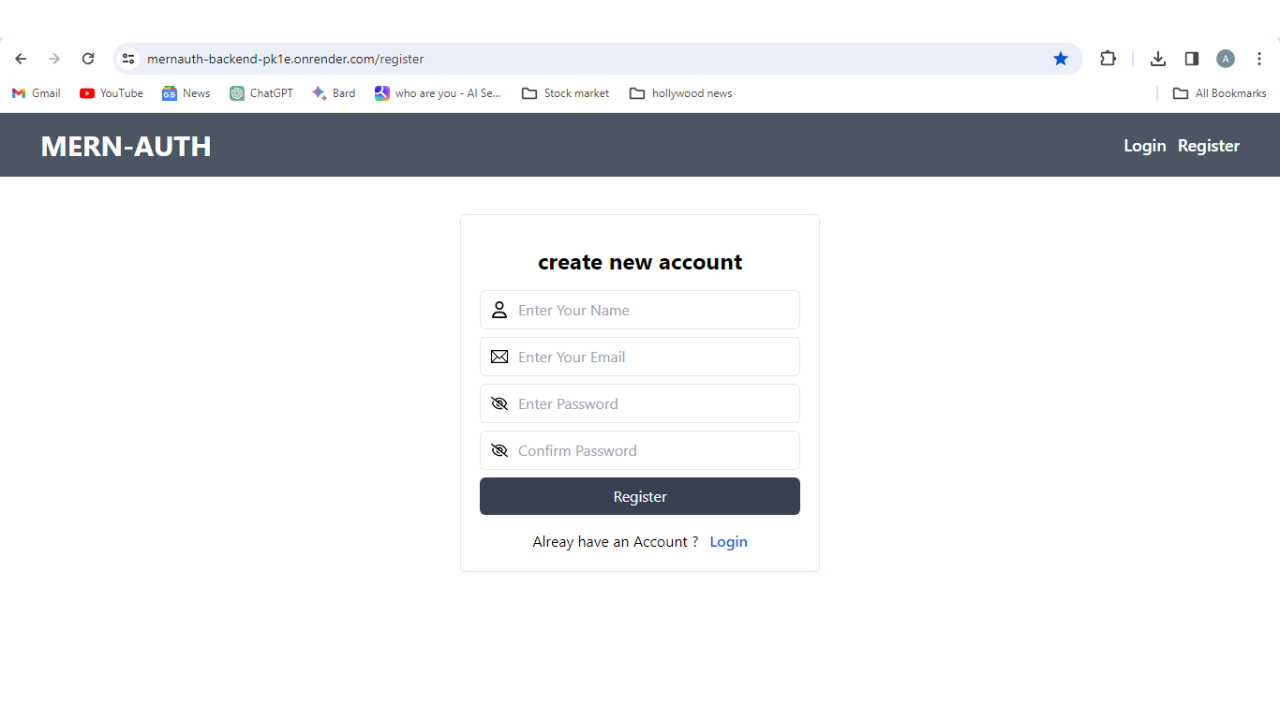 mernauth-backend-pk1e.onrender.com/register
A
Gmail YouTube News ChatGPT Bard who are you - AI Se... Stock market hollywood news All Bookmarks
MERN-AUTH Login Register
create new account
Enter Your Name
Enter Your Email
Enter Password
Confirm Password
Register
Alreay have an Account ? Login